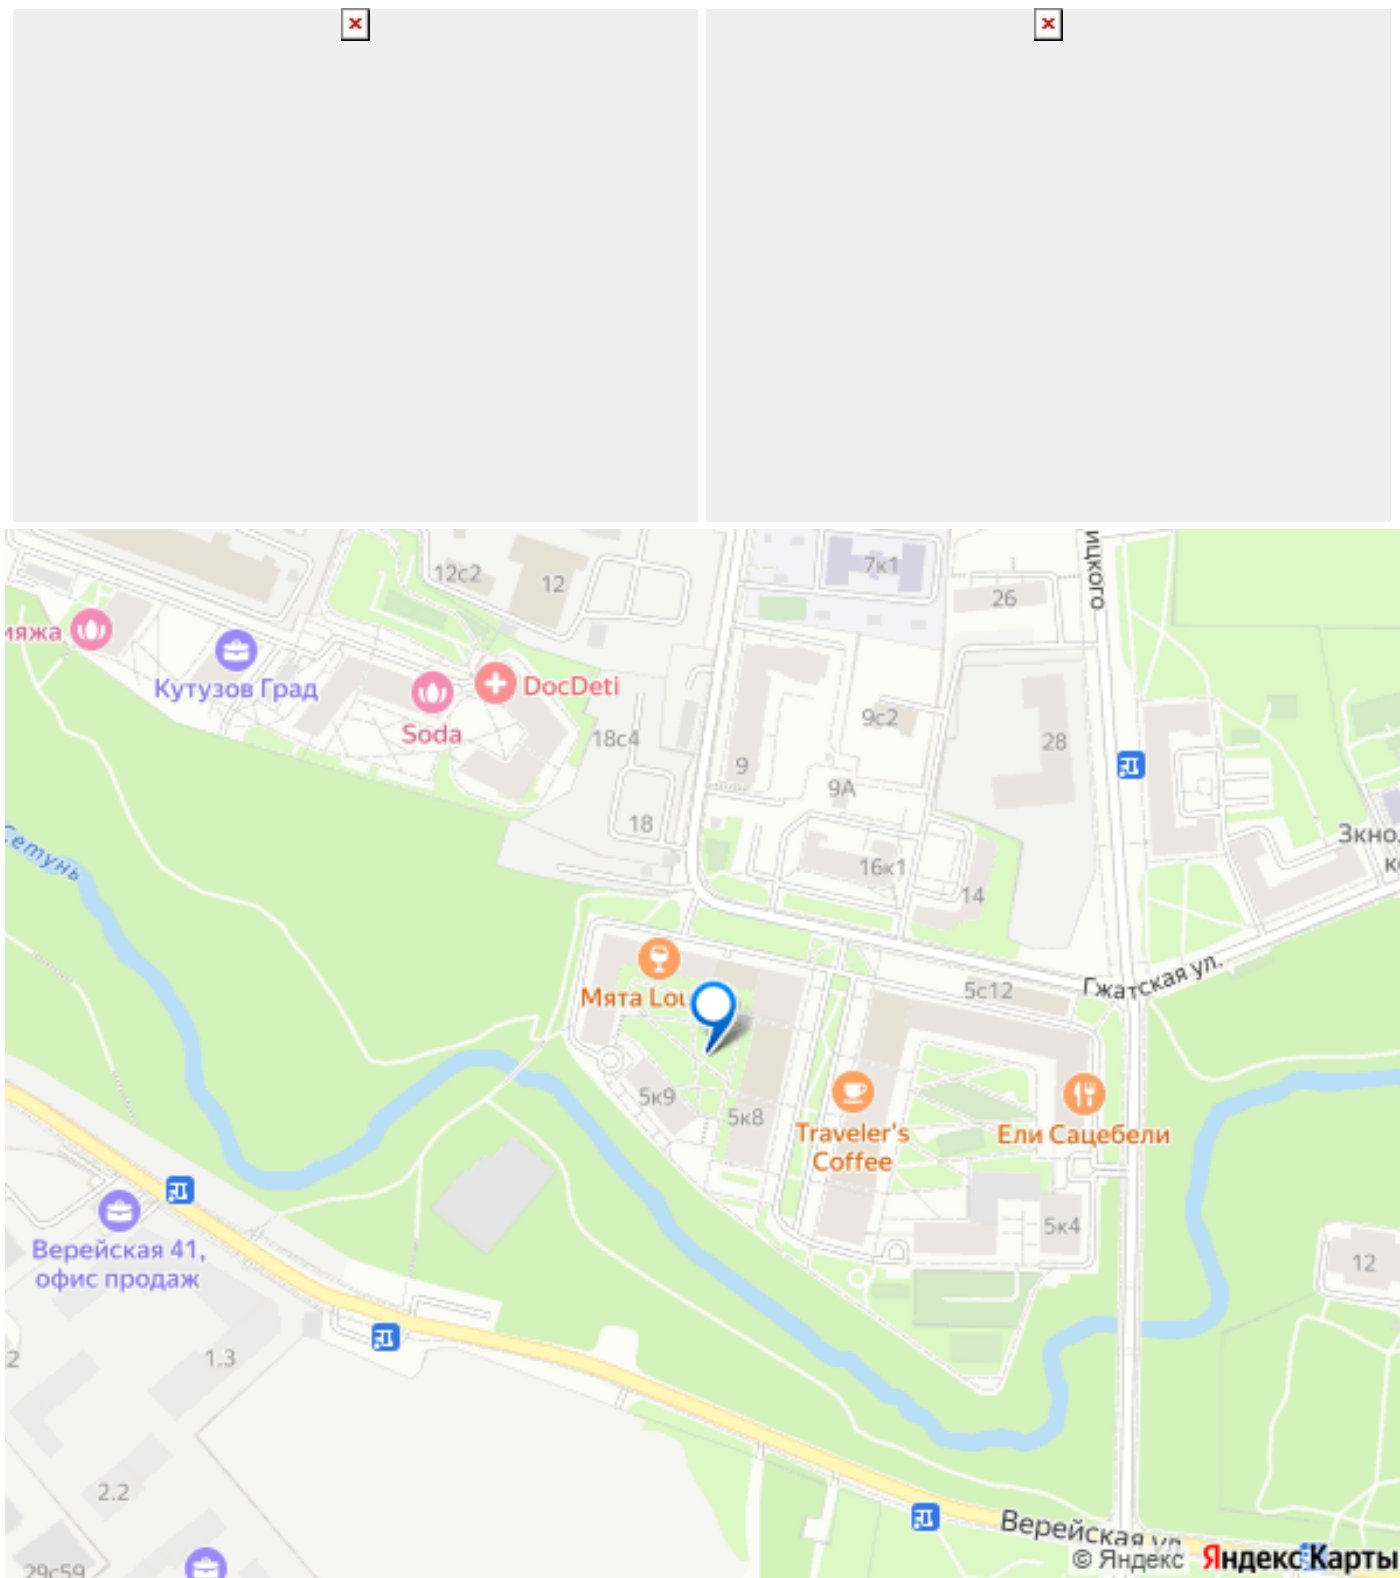 ицкого
7к1
12с2
12
26
ияжа
Кутузов Град
DocDeti
Soda
9с2
18с4
28
9
9А
18
Сетунь
Зкно
16к1
14
Гжатская ул.
5с12
Мята Lou
5к9
5к8
Traveler's
Coffee
Ели Сацебели
5к4
Верейская 41,
офис продаж
12
2
1.3
2.2
Верейская ул.
29с59
© Яндекс Яндекс Карты